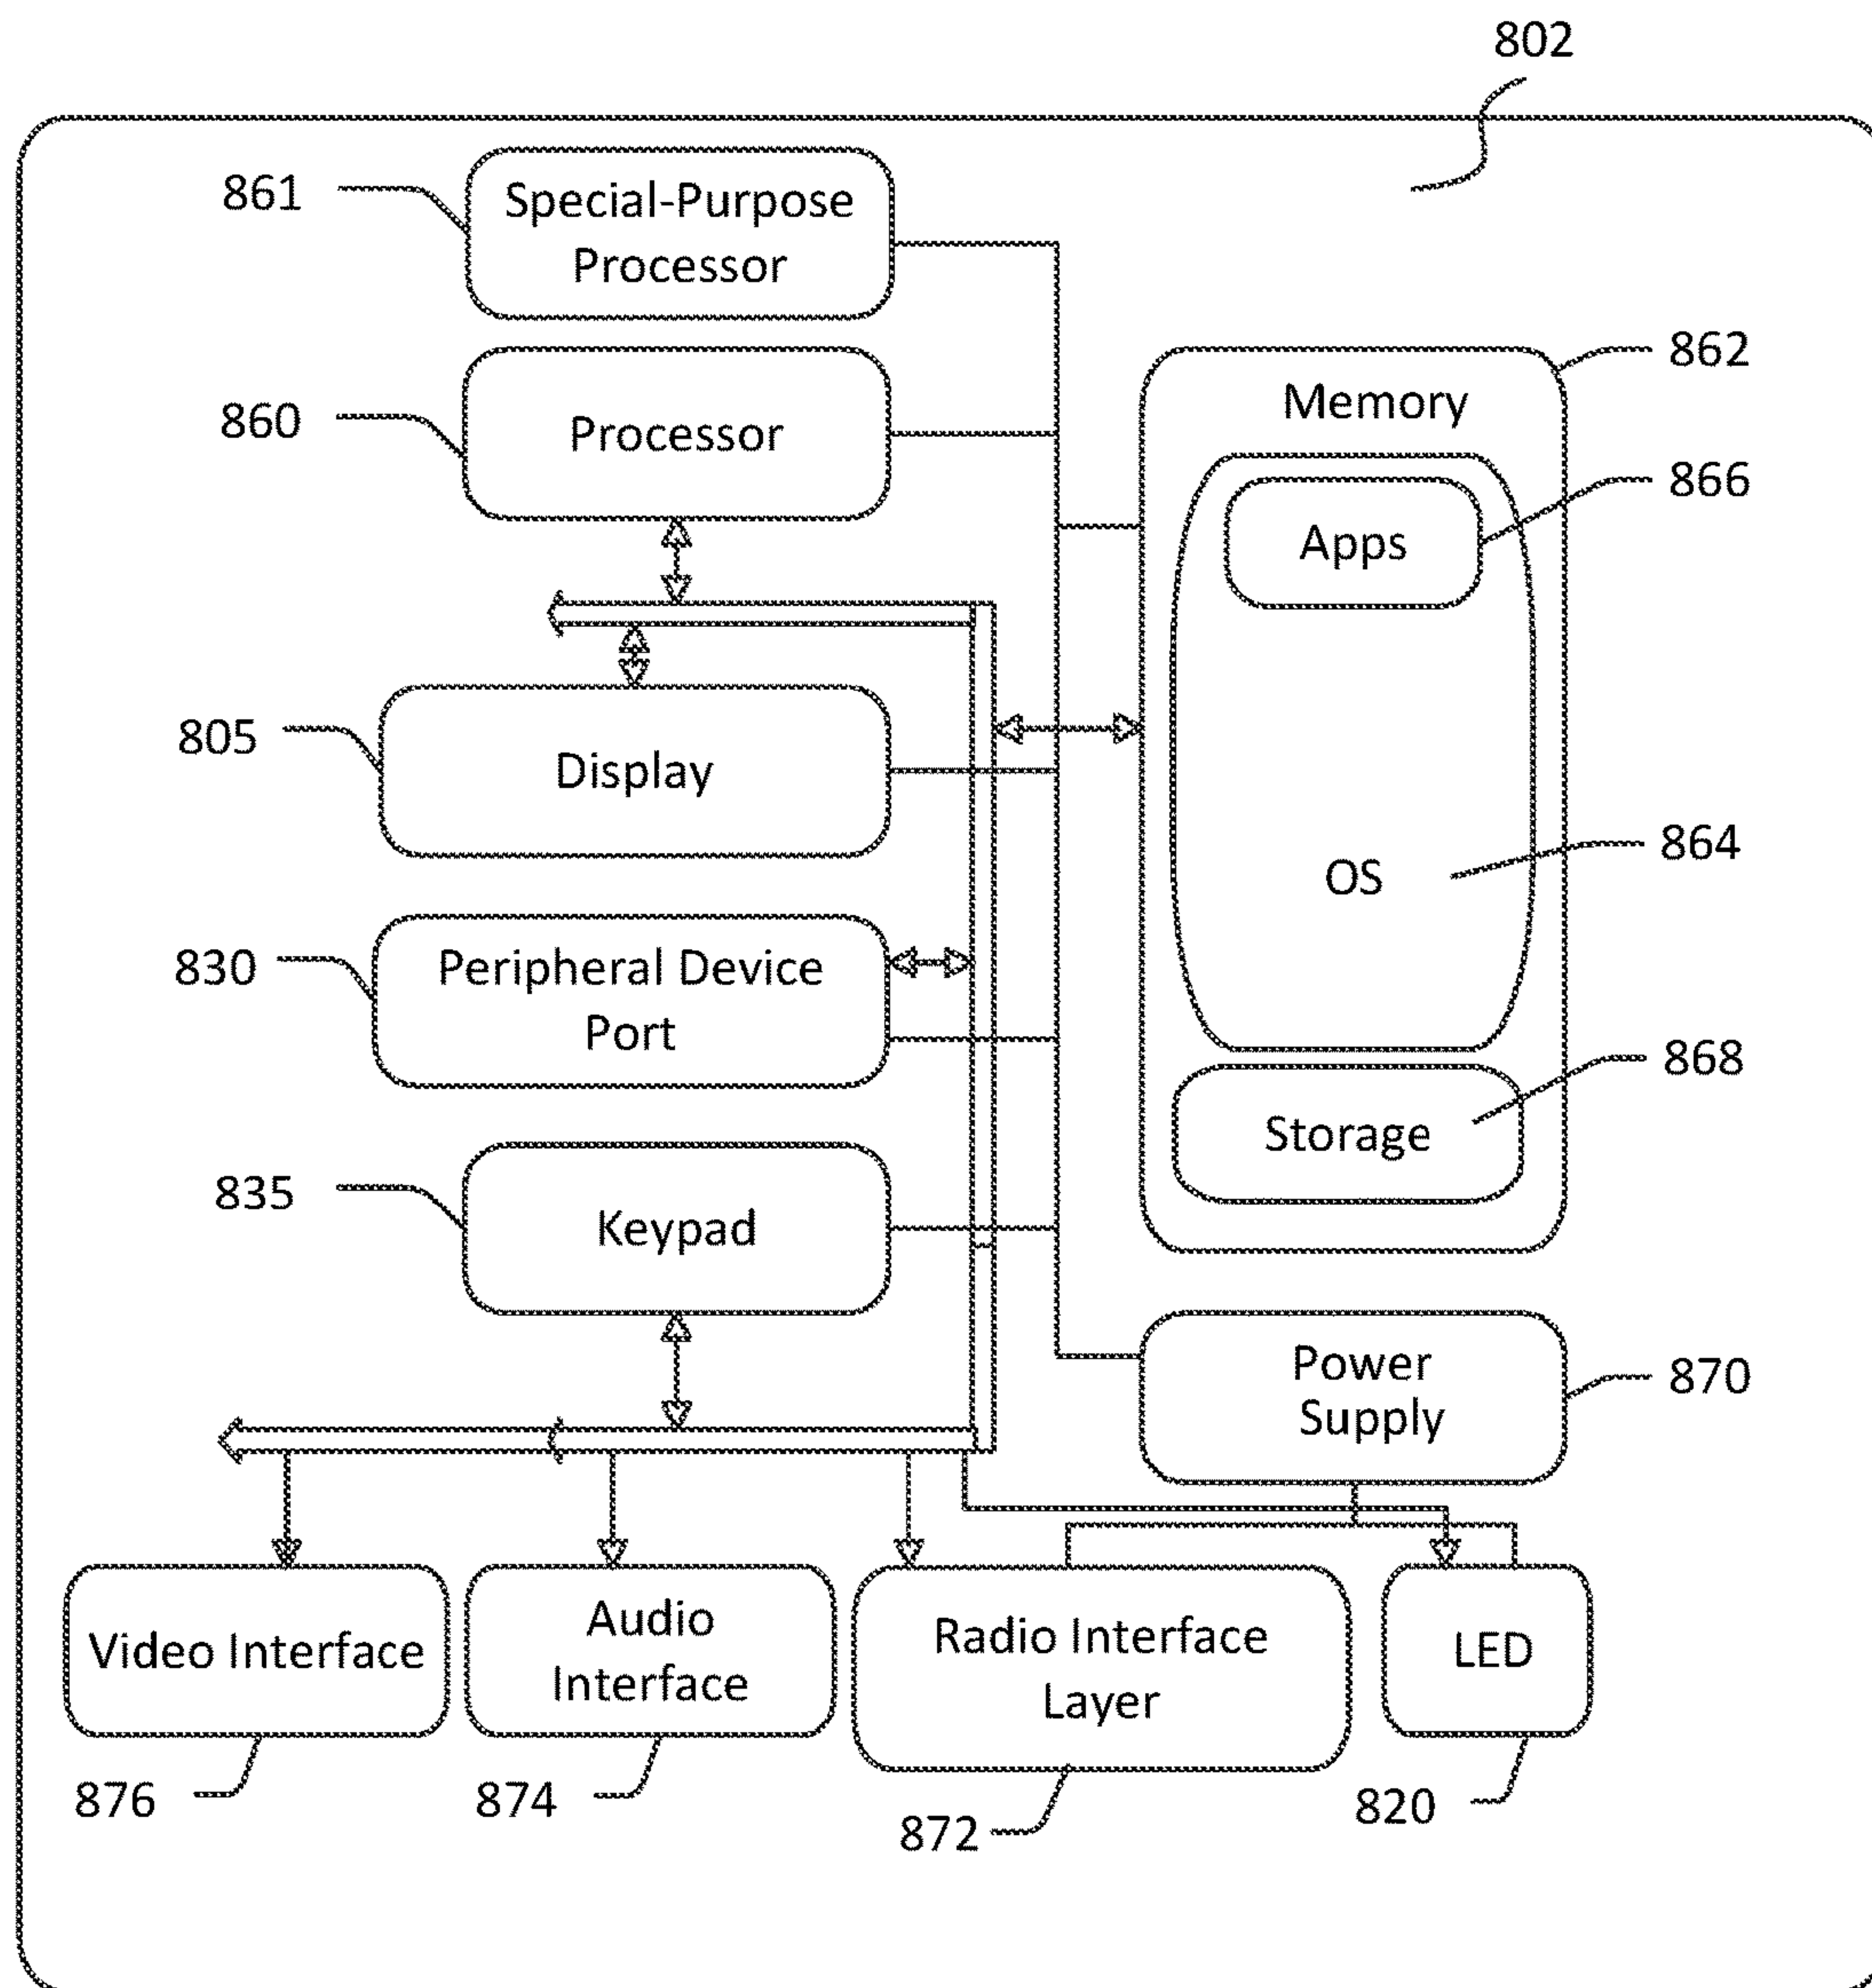 802
861
Special-Purpose
Processor
862
Memory
860
Processor
866
Apps
805
Display
864
OS
830
Peripheral Device
Port
868
Storage
835
Keypad
870
Power
Supply
Video Interface
Audio
Interface
Radio Interface
Layer
LED
876
874
872
820